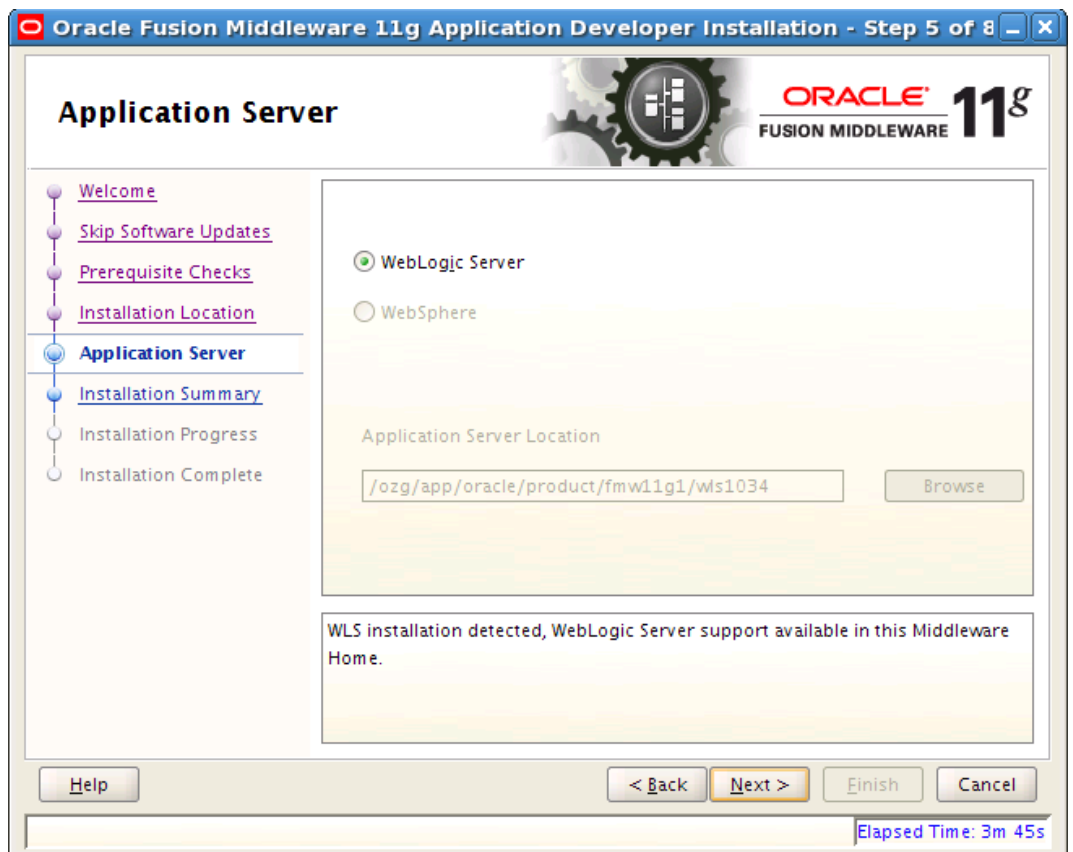 Oracle Fusion Middleware 11g Application Developer Installation - Step 5 of 8
Application Server
ORACLE
FUSION MIDDLEWARE
11g
Welcome
Skip Software Updates
Prerequisite Checks
Installation Location
Application Server
Installation Summary
Installation Progress
Installation Complete
WebLogic Server
WebSphere
Application Server Location
/ozg/app/oracle/product/fmw11g1/wls1034
Browse
WLS installation detected, WebLogic Server support available in this Middleware
Home.
Help
< Back
Next >
Finish
Cancel
Elapsed Time: 3m 45s